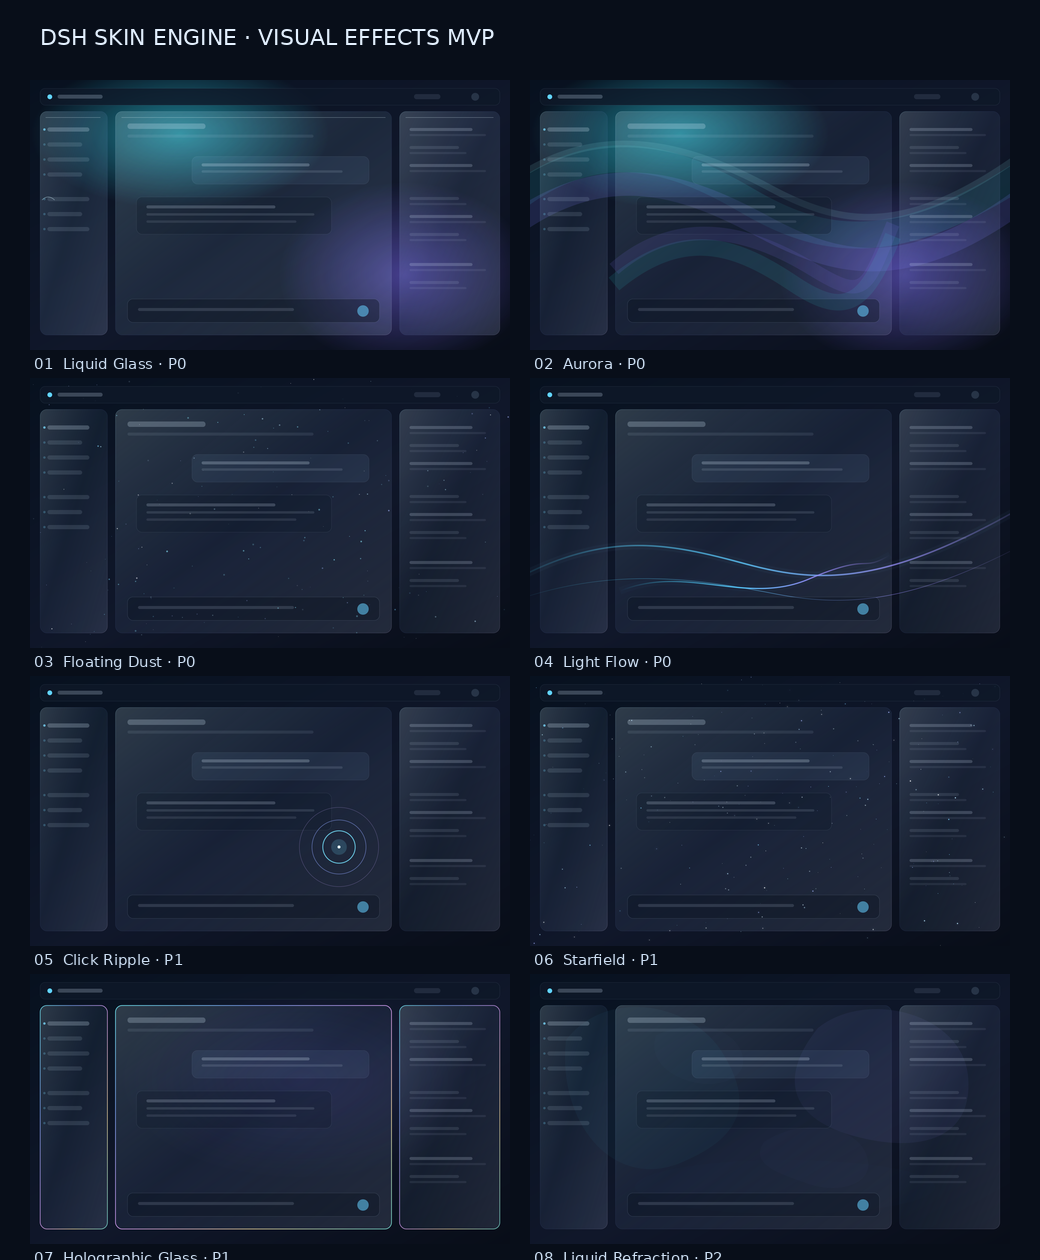 DSH SKIN ENGINE · VISUAL EFFECTS MVP
01 Liquid Glass · P0
02 Aurora · P0
03 Floating Dust · P0
04 Light Flow · P0
05 Click Ripple · P1
06 Starfield · P1
07 Holographic Glass · P1
08 Liquid Refraction · P2